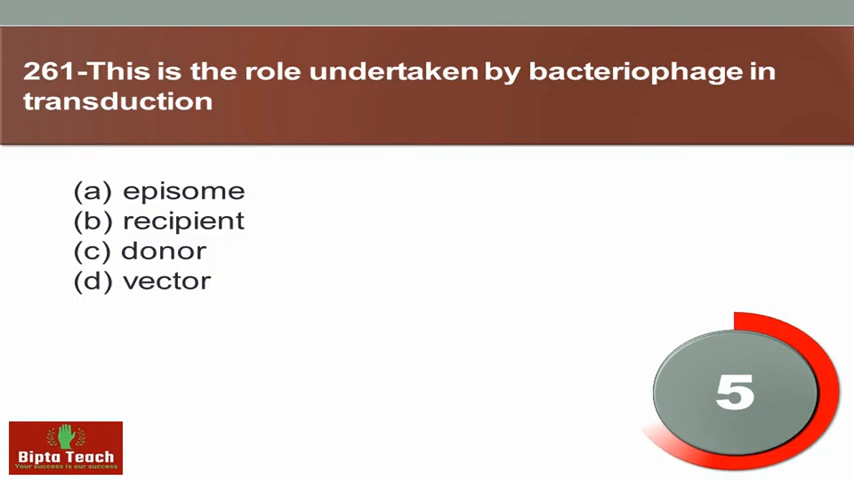 261-This is the role undertaken by bacteriophage in
transduction
(a) episome
(b) recipient
(c) donor
(d) vector
5
Bipta Teach
Your success is our success